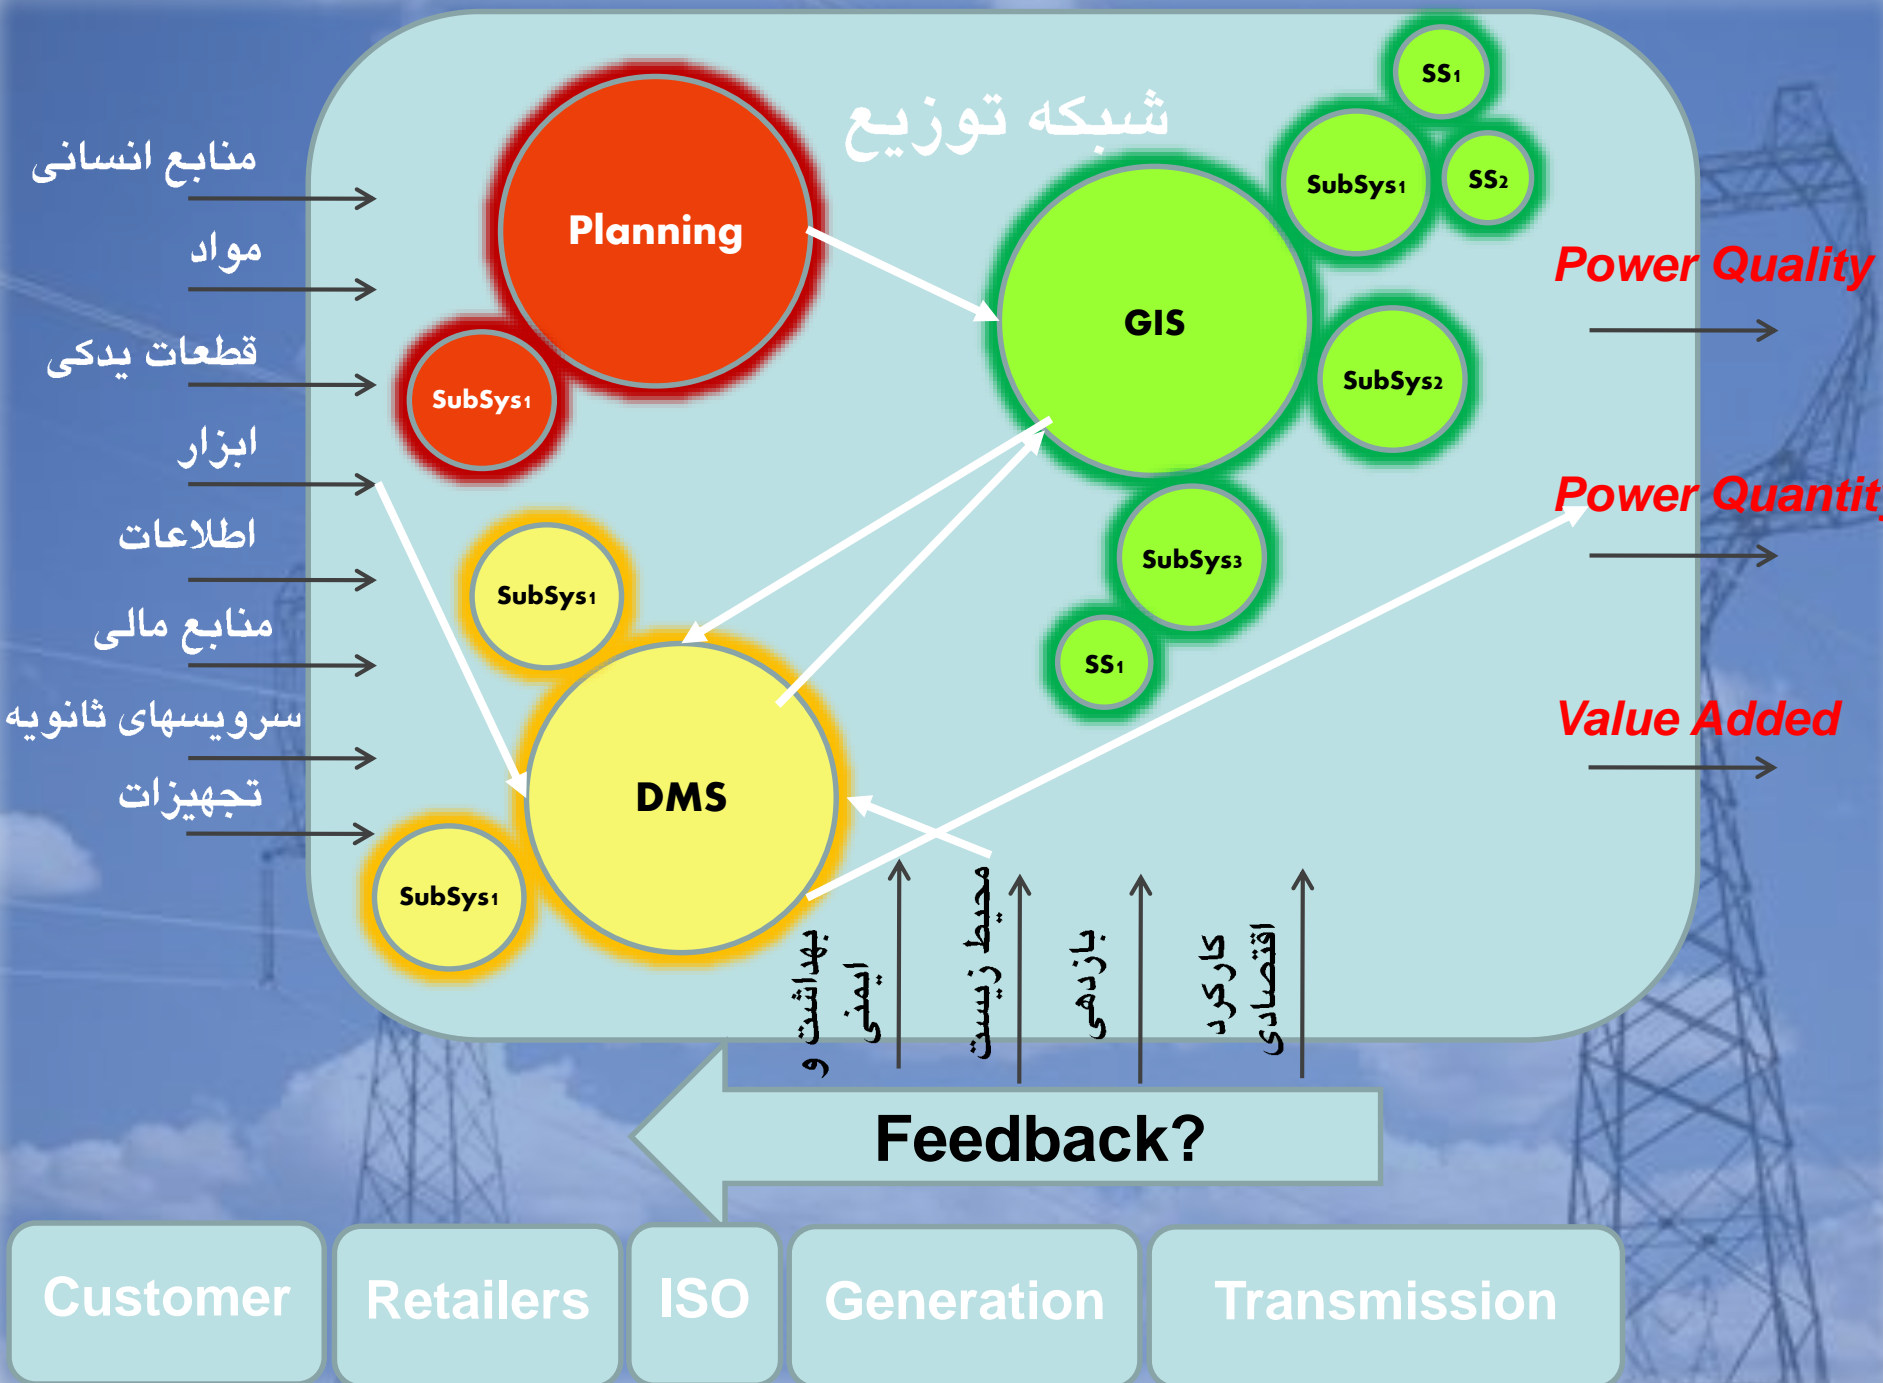 شبکه توزیع
منابع انسانی
مواد
قطعات یدکی
ابزار
اطلاعات
منابع مالی
سرویسهای ثانویه
تجهیزات
Planning
SubSys1
GIS
SubSys1
SS1
SS2
SubSys2
SubSys3
SS1
SubSys1
DMS
SubSys1
Power Quality
Power Quantity
Value Added
بهداشت و
ایمنی
محیط زیست
بازدهی
کارکرد
اقتصادی
Feedback?
Customer
Retailers
ISO
Generation
Transmission